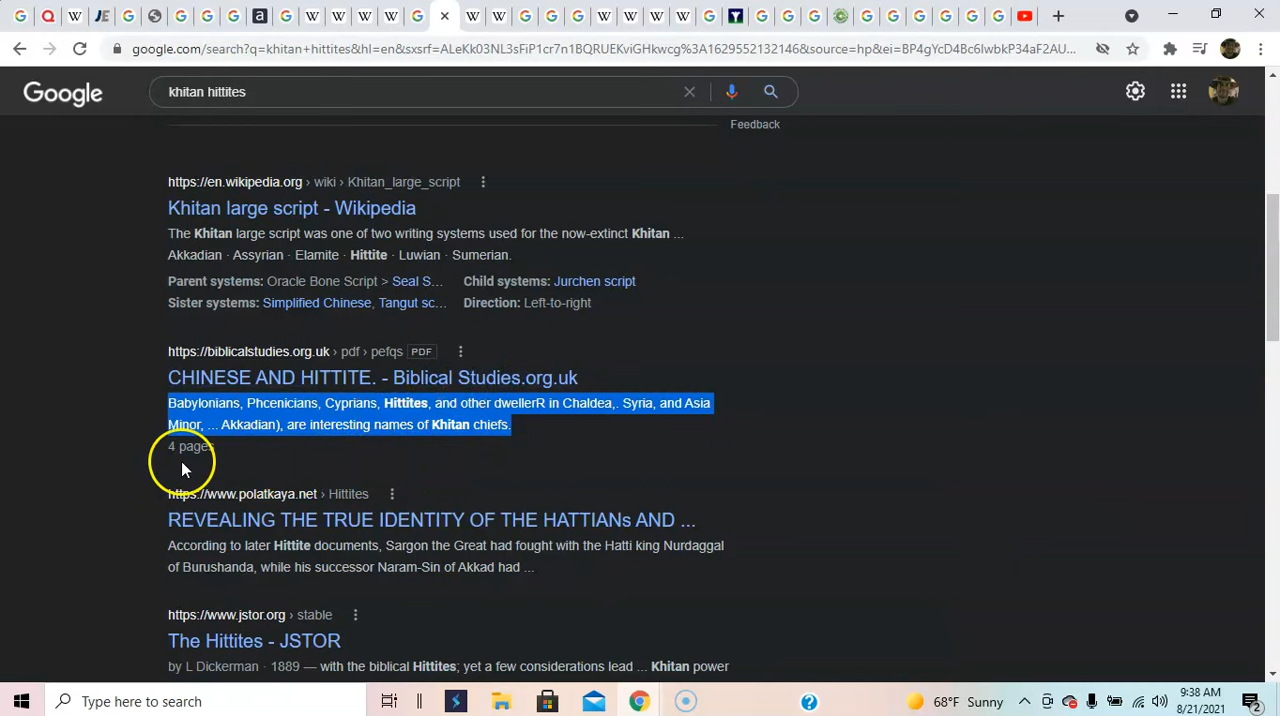 google.com/search?q=khitan+hittites&hl=en&sxsrf=ALeKk03NL3sFiP1cr7n1BQRUEKviGHkwcg%3A1629552132146&source=hp&ei=BP4gYcD4Bc6IwbkP34aF2AU...
Google
khitan hittites
Feedback
https://en.wikipedia.org › wiki › Khitan_large_script
Khitan large script - Wikipedia
The Khitan large script was one of two writing systems used for the now-extinct Khitan ...
Akkadian · Assyrian · Elamite · Hittite · Luwian · Sumerian.
Parent systems: Oracle Bone Script > Seal S... Child systems: Jurchen script
Sister systems: Simplified Chinese, Tangut sc... Direction: Left-to-right
https://biblicalstudies.org.uk › pdf › pefqs PDF
CHINESE AND HITTITE. - Biblical Studies.org.uk
Babylonians, Phcenicians, Cyprians, Hittites, and other dwellerR in Chaldea,. Syria, and Asia
Minor, ... Akkadian), are interesting names of Khitan chiefs.
4 pages
https://www.polatkaya.net › Hittites
REVEALING THE TRUE IDENTITY OF THE HATTIANs AND ...
According to later Hittite documents, Sargon the Great had fought with the Hatti king Nurdaggal
of Burushanda, while his successor Naram-Sin of Akkad had ...
https://www.jstor.org › stable
The Hittites - JSTOR
by L Dickerman · 1889 — with the biblical Hittites; yet a few considerations lead ... Khitan power
Type here to search
68°F Sunny
9:38 AM
8/21/2021
2